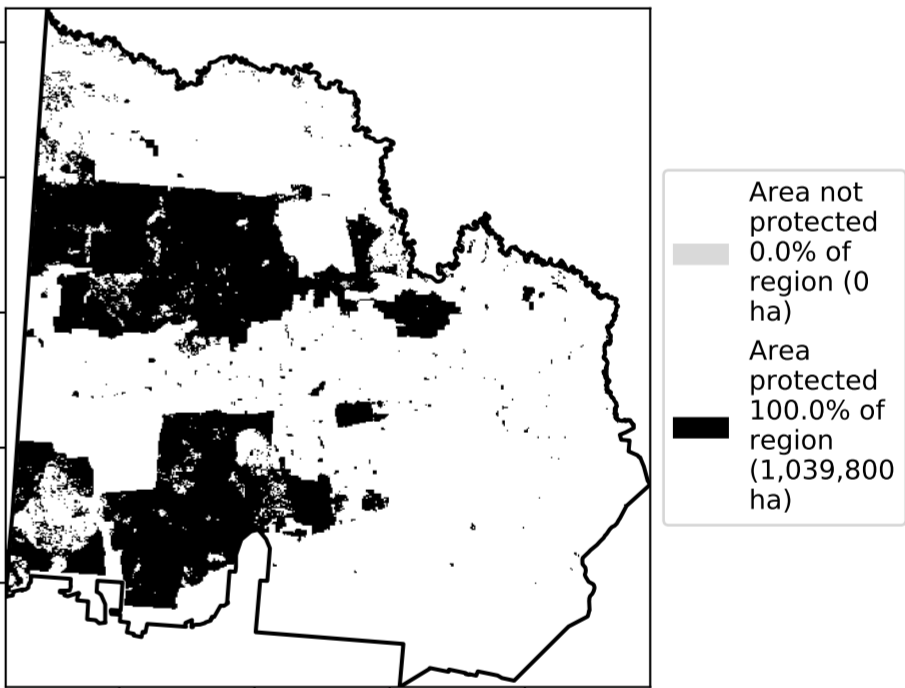 Area not
protected
0.0% of
region (0
ha)
Area
protected
100.0% of
region
(1,039,800
ha)